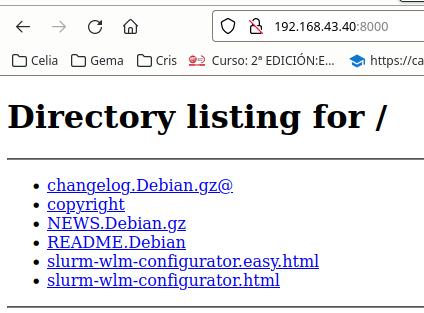 192.168.43.40:8000
Celia Gema Cris Curso: 2ª EDICIÓN:E... https://ca
Directory listing for /
changelog.Debian.gz@
copyright
NEWS.Debian.gz
README.Debian
slurm-wlm-configurator.easy.html
slurm-wlm-configurator.html